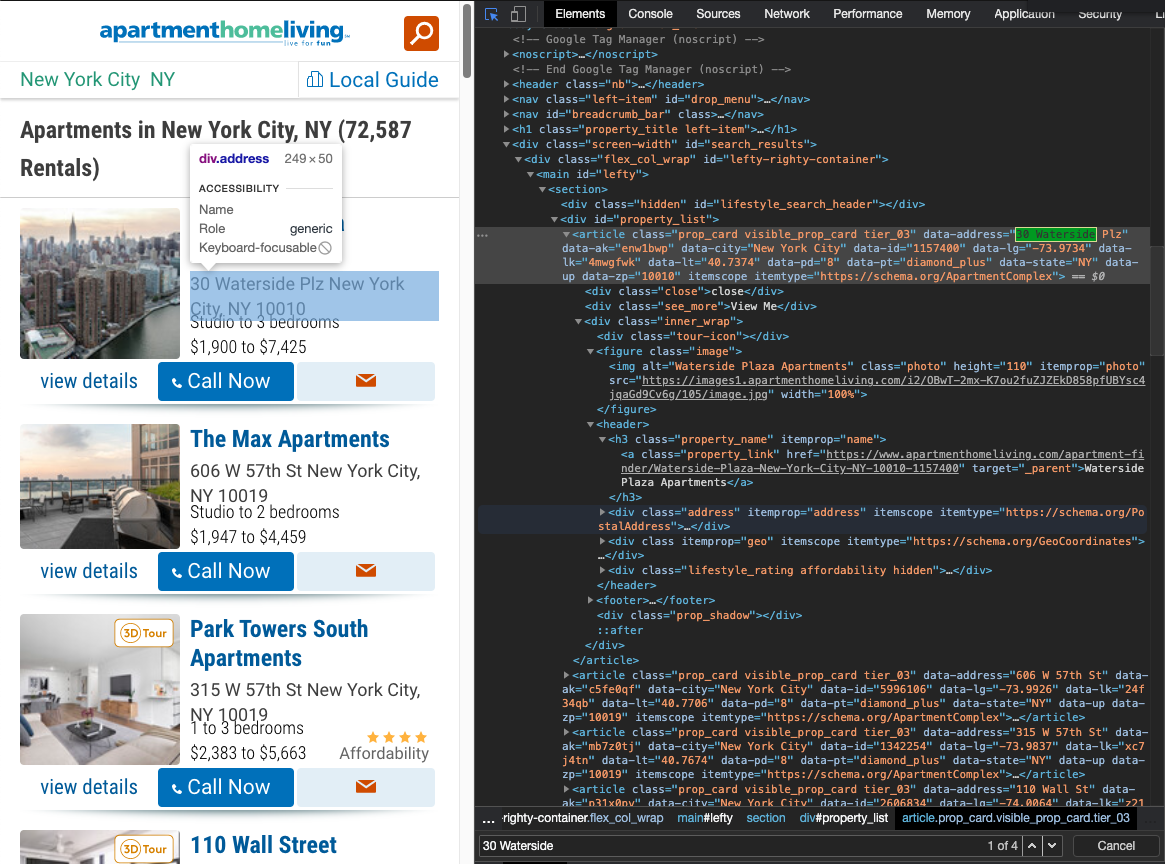 apartmenthomeliving
live for fun
New York City NY
Local Guide
Apartments in New York City, NY (72,587
Rentals)
div.address 249 × 50
ACCESSIBILITY
Name
Role generic
Keyboard-focusable
30 Waterside Plz New York
City, NY 10010
Studio to 3 bedrooms
$1,900 to $7,425
view details
Call Now
The Max Apartments
606 W 57th St New York City,
NY 10019
Studio to 2 bedrooms
$1,947 to $4,459
view details
Call Now
3D Tour
Park Towers South
Apartments
315 W 57th St New York City,
NY 10019
1 to 3 bedrooms
$2,383 to $5,663
Affordability
view details
Call Now
3D Tour
110 Wall Street
Elements Console Sources Network Performance Memory Application Security
<!-- Google Tag Manager (noscript) -->
<noscript>…</noscript>
<!-- End Google Tag Manager (noscript) -->
<header class="nb">…</header>
<nav class="left-item" id="drop_menu">…</nav>
<nav id="breadcrumb_bar" class>…</nav>
<h1 class="property_title left-item">…</h1>
<div class="screen-width" id="search_results">
<div class="flex_col_wrap" id="lefty-righty-container">
<main id="lefty">
<section>
<div class="hidden" id="lifestyle_search_header"></div>
<div id="property_list">
<article class="prop_card visible_prop_card tier_03" data-address="30 Waterside Plz"
data-ak="enw1bwp" data-city="New York City" data-id="1157400" data-lg="-73.9734" data-
lk="4mwgfwk" data-lt="40.7374" data-pd="8" data-pt="diamond_plus" data-state="NY" data-
up data-zp="10010" itemscope itemtype="https://schema.org/ApartmentComplex"> == $0
<div class="close">close</div>
<div class="see_more">View Me</div>
<div class="inner_wrap">
<div class="tour-icon"></div>
<figure class="image">
<img alt="Waterside Plaza Apartments" class="photo" height="110" itemprop="photo"
src="https://images1.apartmenthomeliving.com/i2/OBwT-2mx-K7ou2fuZJZEkD858pfUBYsc4
jqaGd9Cv6g/105/image.jpg" width="100%">
</figure>
<header>
<h3 class="property_name" itemprop="name">
<a class="property_link" href="https://www.apartmenthomeliving.com/apartment-fi
nder/Waterside-Plaza-New-York-City-NY-10010-1157400" target="_parent">Waterside
Plaza Apartments</a>
</h3>
<div class="address" itemprop="address" itemscope itemtype="https://schema.org/Po
stalAddress">…</div>
<div class itemprop="geo" itemscope itemtype="https://schema.org/GeoCoordinates">
…</div>
<div class="lifestyle_rating affordability hidden">…</div>
</header>
<footer>…</footer>
<div class="prop_shadow"></div>
::after
</div>
</article>
<article class="prop_card visible_prop_card tier_03" data-address="606 W 57th St" data-
ak="c5fe0qf" data-city="New York City" data-id="5996106" data-lg="-73.9926" data-lk="24f
34qb" data-lt="40.7706" data-pd="8" data-pt="diamond_plus" data-state="NY" data-up data-
zp="10019" itemscope itemtype="https://schema.org/ApartmentComplex">…</article>
<article class="prop_card visible_prop_card tier_03" data-address="315 W 57th St" data-
ak="mb7z0tj" data-city="New York City" data-id="1342254" data-lg="-73.9837" data-lk="xc7
j4tn" data-lt="40.7674" data-pd="8" data-pt="diamond_plus" data-state="NY" data-up data-
zp="10019" itemscope itemtype="https://schema.org/ApartmentComplex">…</article>
<article class="prop_card visible_prop_card tier_03" data-address="110 Wall St" data-
ak="p31x0pv" data-city="New York City" data-id="2606834" data-lg="-74.0064" data-lk="z21
... righty-container.flex_col_wrap main#lefty section div#property_list article.prop_card.visible_prop_card.tier_03
30 Waterside 1 of 4 Cancel